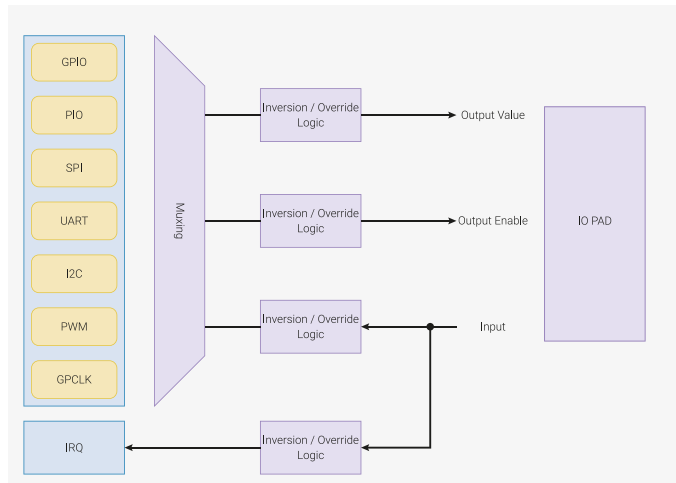 GPIO
PIO
SPI
UART
I2C
PWM
GPCLK
IRQ
Muxing
Inversion / Override
Logic
Output Value
Inversion / Override
Logic
Output Enable
Inversion / Override
Logic
Input
Inversion / Override
Logic
IO PAD